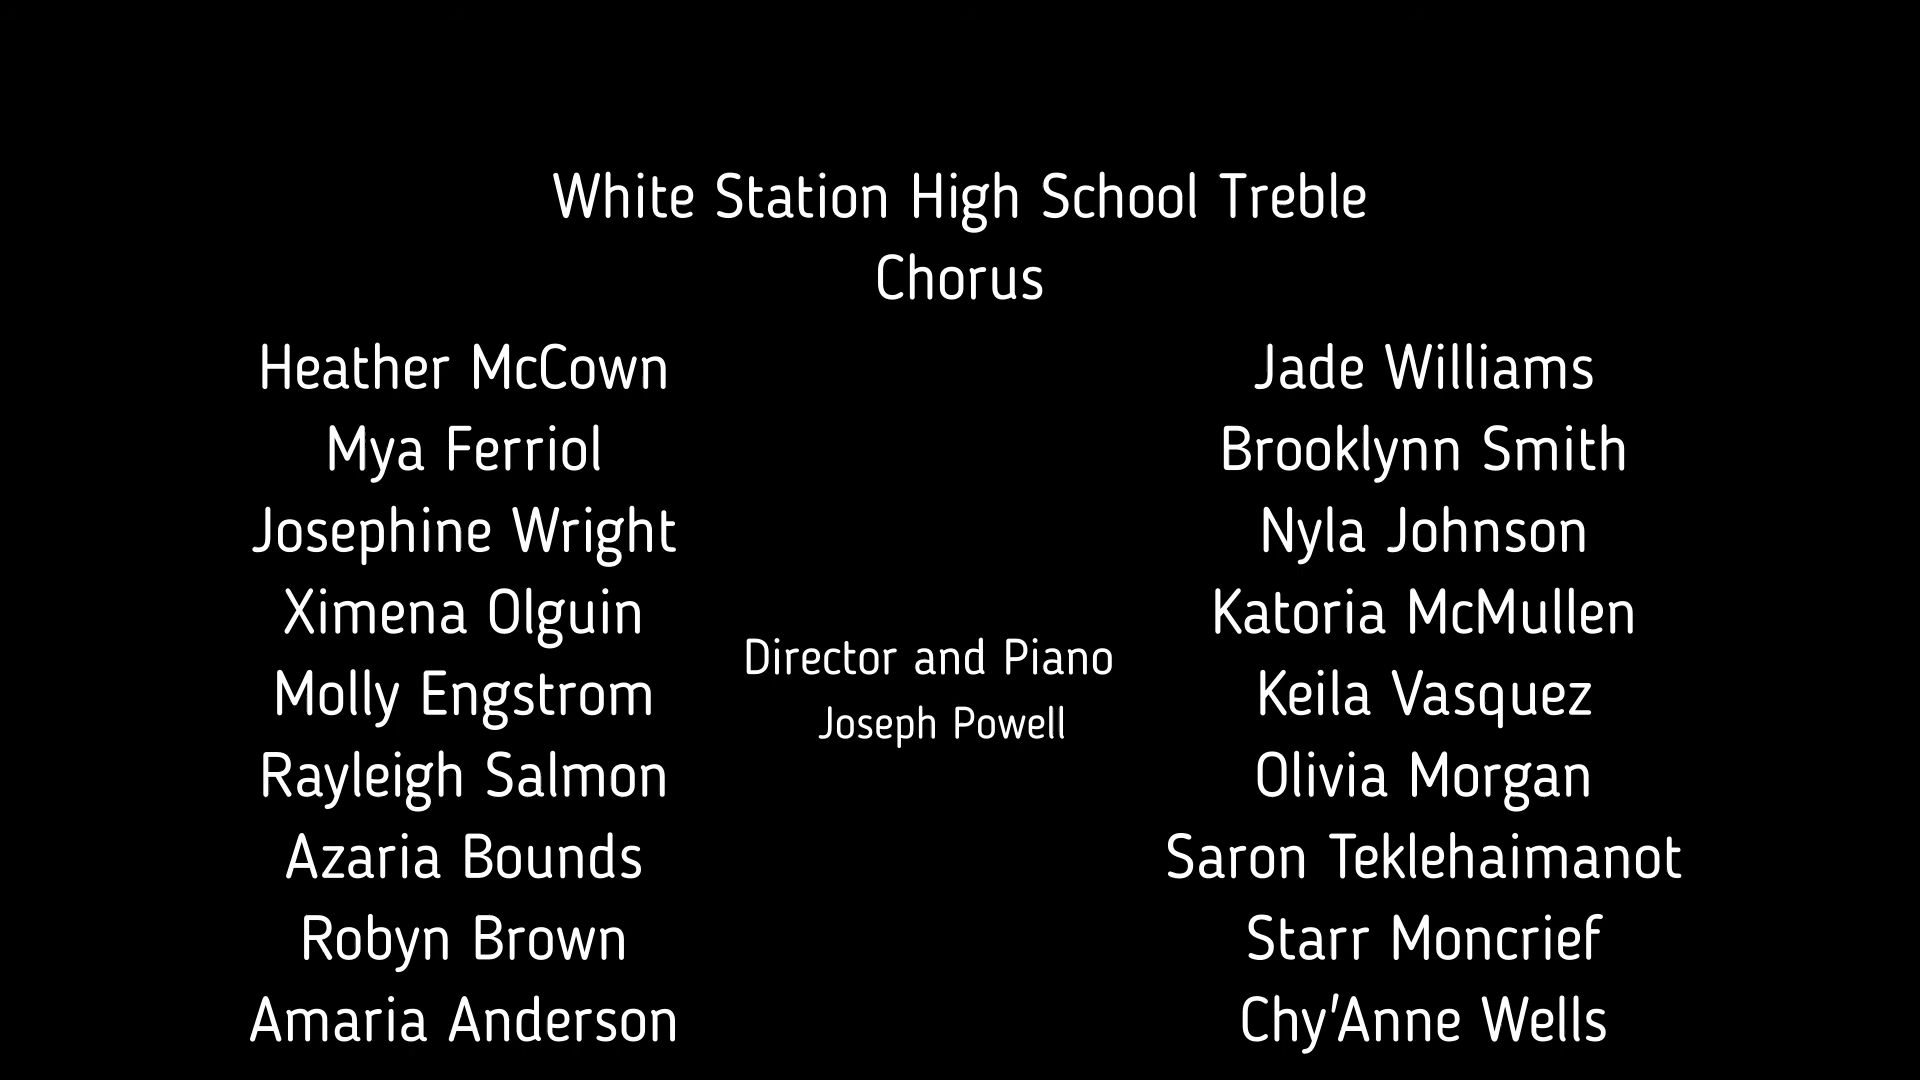 White Station High School Treble
Chorus
Heather McCown
Mya Ferriol
Josephine Wright
Ximena Olguin
Molly Engstrom
Rayleigh Salmon
Azaria Bounds
Robyn Brown
Amaria Anderson
Director and Piano
Joseph Powell
Jade Williams
Brooklynn Smith
Nyla Johnson
Katoria McMullen
Keila Vasquez
Olivia Morgan
Saron Teklehaimanot
Starr Moncrief
Chy'Anne Wells